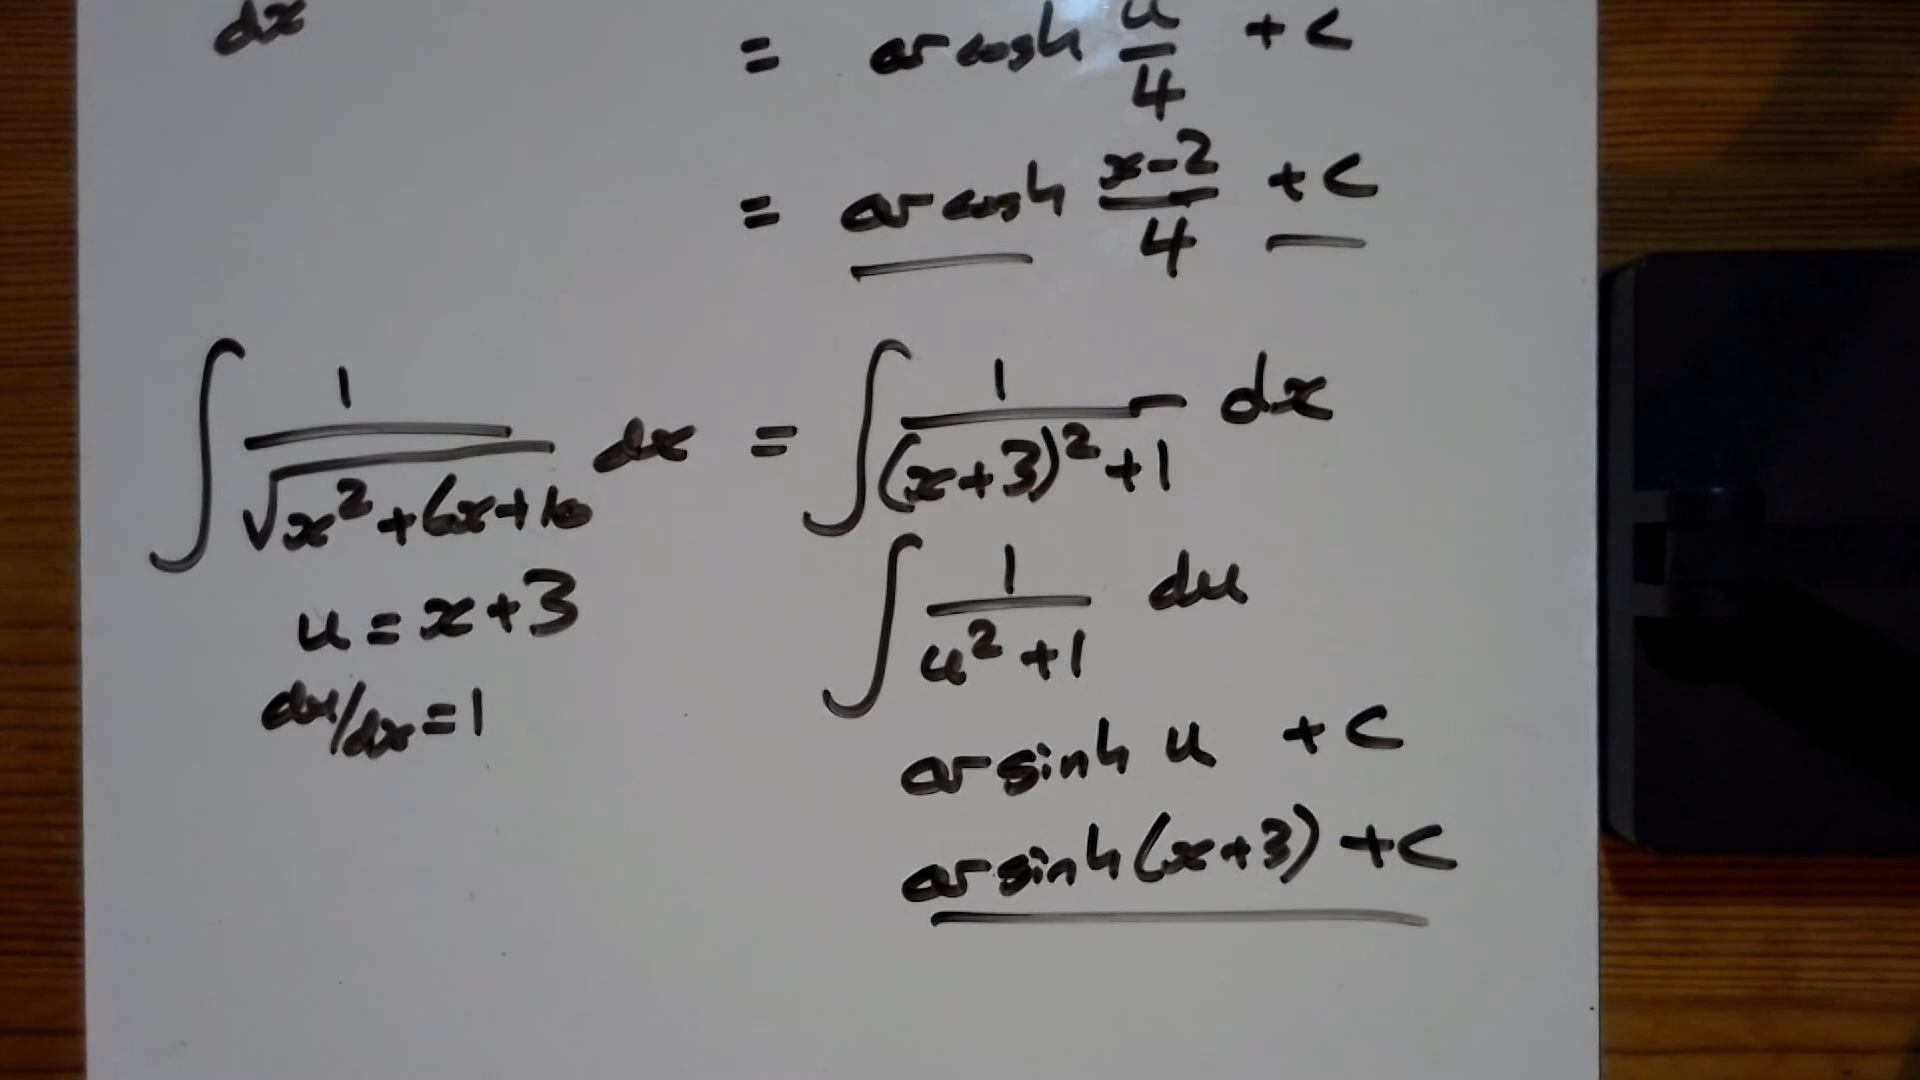 dx
= arcosh u/4 + c
= arcosh (x-2)/4 + c
∫ 1/√(x² + 6x + 10) dx = ∫ 1/((x+3)² + 1) dx
u = x + 3
∫ 1/(u² + 1) du
du/dx = 1
arsinh u + c
arsinh (x+3) + c